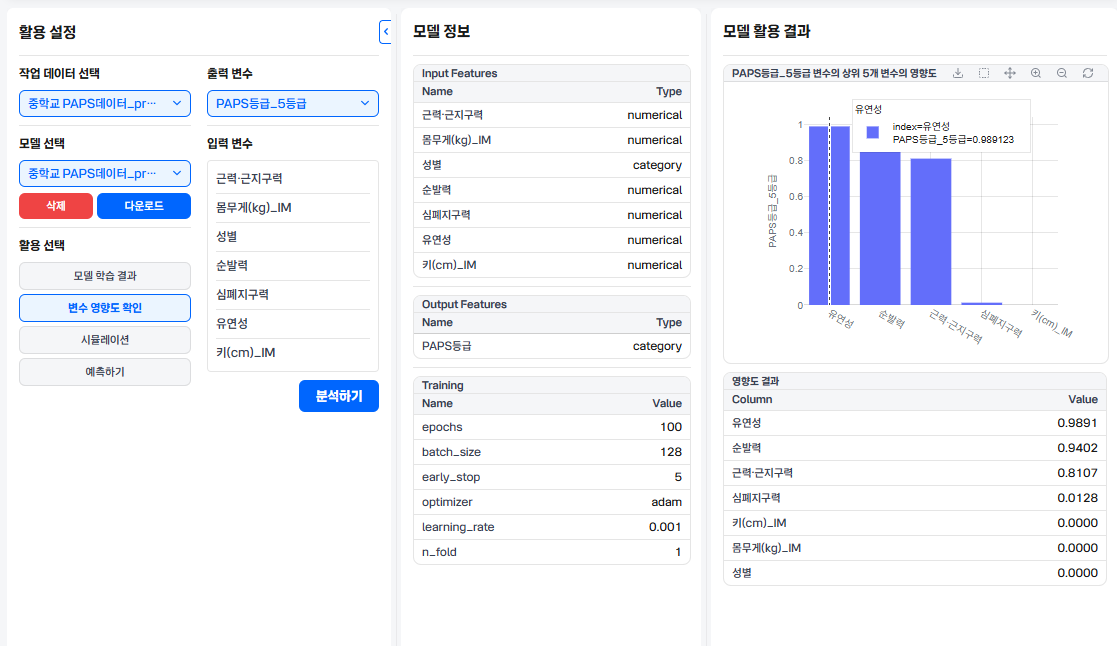 활용 설정
작업 데이터 선택
중학교 PAPS데이터_pr···
모델 선택
중학교 PAPS데이터_pr···
삭제
다운로드
활용 선택
모델 학습 결과
변수 영향도 확인
시뮬레이션
예측하기
출력 변수
PAPS등급_5등급
입력 변수
근력·근지구력
몸무게(kg)_IM
성별
순발력
심폐지구력
유연성
키(cm)_IM
분석하기
모델 정보
Input Features
Name Type
근력·근지구력 numerical
몸무게(kg)_IM numerical
성별 category
순발력 numerical
심폐지구력 numerical
유연성 numerical
키(cm)_IM numerical
Output Features
Name Type
PAPS등급 category
Training
Name Value
epochs 100
batch_size 128
early_stop 5
optimizer adam
learning_rate 0.001
n_fold 1
모델 활용 결과
PAPS등급_5등급 변수의 상위 5개 변수의 영향도
유연성
index=유연성
PAPS등급_5등급=0.989123
PAPS등급_5등급
1
0.8
0.6
0.4
0.2
0
유연성
순발력
근력·근지구력
심폐지구력
키(cm)_IM
영향도 결과
Column Value
유연성 0.9891
순발력 0.9402
근력·근지구력 0.8107
심폐지구력 0.0128
키(cm)_IM 0.0000
몸무게(kg)_IM 0.0000
성별 0.0000